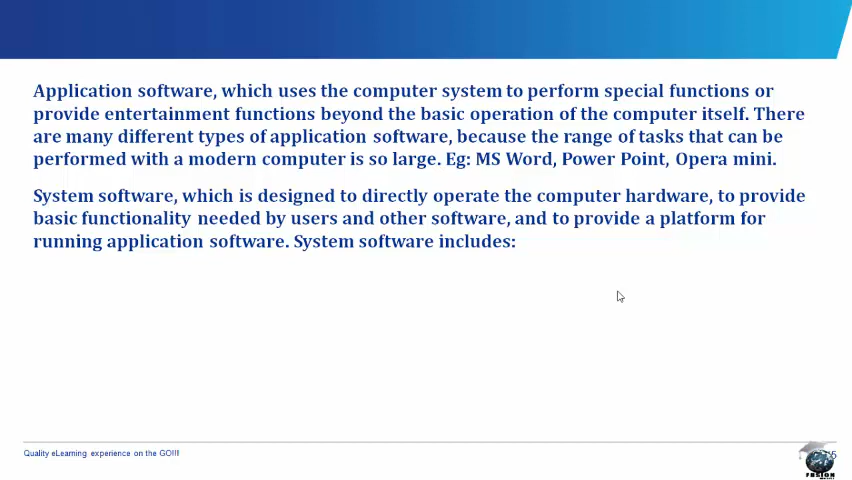 Application software, which uses the computer system to perform special functions or
provide entertainment functions beyond the basic operation of the computer itself. There
are many different types of application software, because the range of tasks that can be
performed with a modern computer is so large. Eg: MS Word, Power Point, Opera mini.
System software, which is designed to directly operate the computer hardware, to provide
basic functionality needed by users and other software, and to provide a platform for
running application software. System software includes:
Quality eLearning experience on the GO!!!
FUSION